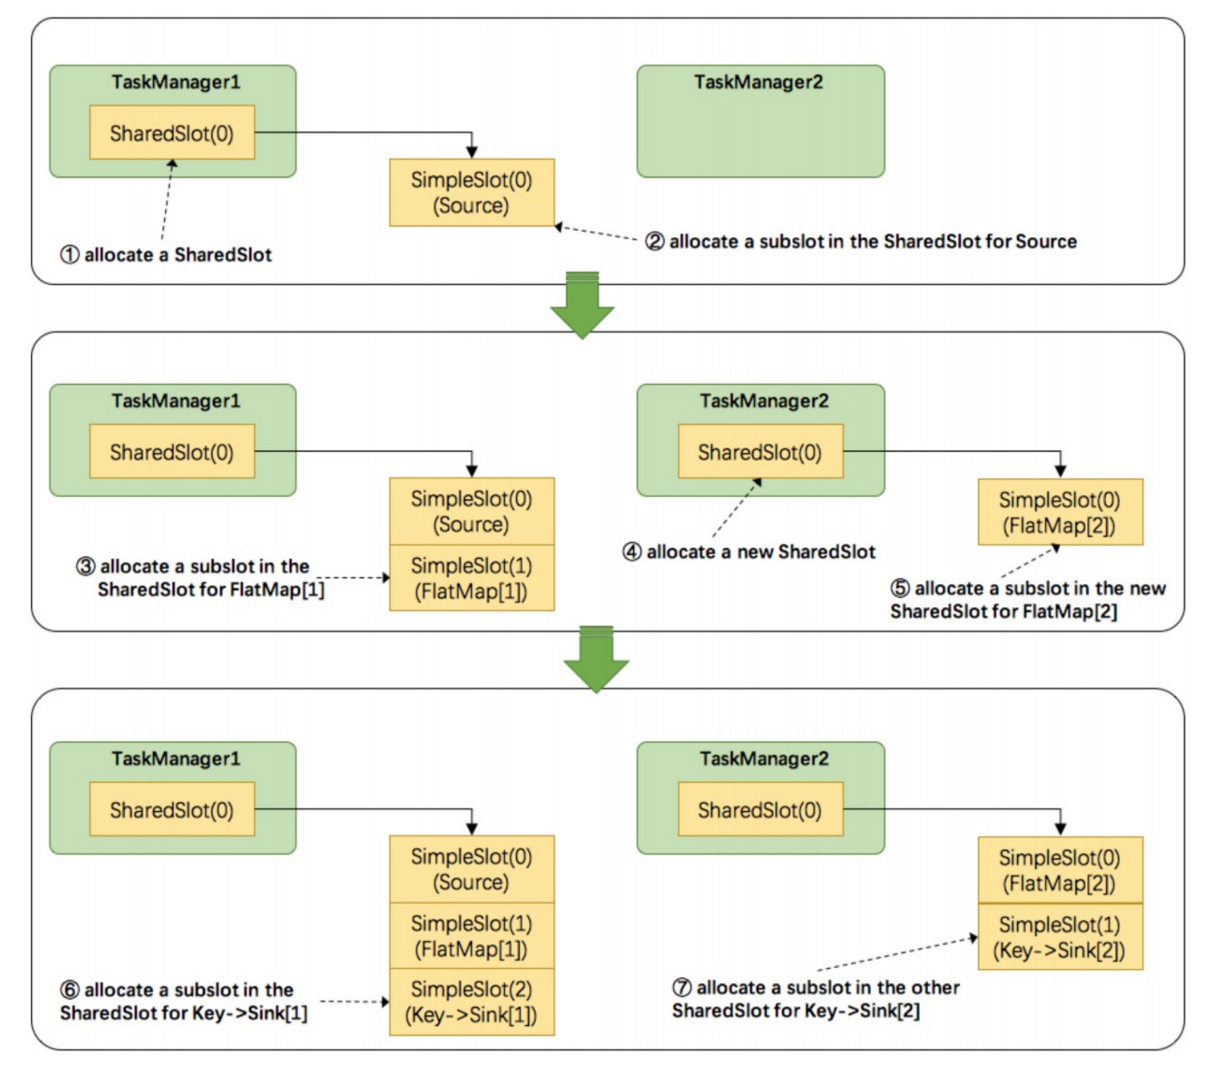 TaskManager1
SharedSlot(0)
SimpleSlot(0)
(Source)
① allocate a SharedSlot
② allocate a subslot in the SharedSlot for Source
TaskManager2
TaskManager1
SharedSlot(0)
SimpleSlot(0)
(Source)
SimpleSlot(1)
(FlatMap[1])
③ allocate a subslot in the
SharedSlot for FlatMap[1]
TaskManager2
SharedSlot(0)
④ allocate a new SharedSlot
SimpleSlot(0)
(FlatMap[2])
⑤ allocate a subslot in the new
SharedSlot for FlatMap[2]
TaskManager1
SharedSlot(0)
SimpleSlot(0)
(Source)
SimpleSlot(1)
(FlatMap[1])
SimpleSlot(2)
(Key->Sink[1])
⑥ allocate a subslot in the
SharedSlot for Key->Sink[1]
TaskManager2
SharedSlot(0)
SimpleSlot(0)
(FlatMap[2])
SimpleSlot(1)
(Key->Sink[2])
⑦ allocate a subslot in the other
SharedSlot for Key->Sink[2]